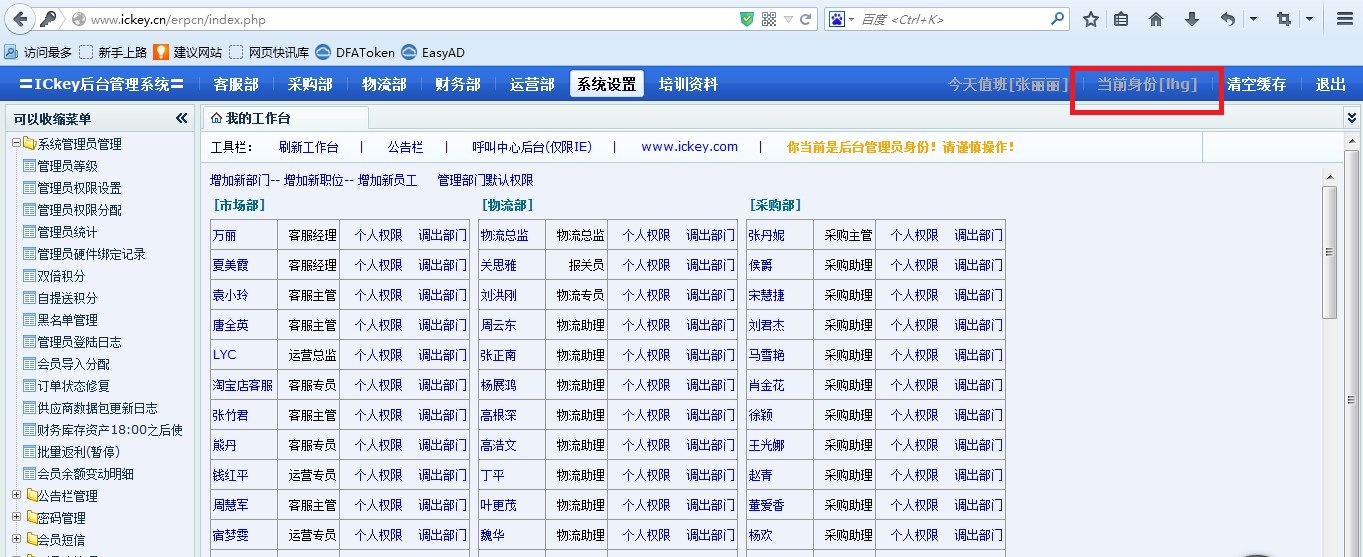 www.ickey.cn/erpcn/index.php
百度 <Ctrl+K>
访问最多 新手上路 建议网站 网页快讯库 DFAToken EasyAD
〓ICkey后台管理系统〓 客服部 采购部 物流部 财务部 运营部 系统设置 培训资料 今天值班[张丽丽] 当前身份[lhg] 清空缓存 退出
可以收缩菜单
我的工作台
系统管理员管理
管理员等级
管理员权限设置
管理员权限分配
管理员统计
管理员硬件绑定记录
双倍积分
自提送积分
黑名单管理
管理员登陆日志
会员导入分配
订单状态修复
供应商数据包更新日志
财务库存资产18:00之后使
批量返利(暂停)
会员余额变动明细
公告栏管理
密码管理
会员短信
工具栏: 刷新工作台 | 公告栏 | 呼叫中心后台(仅限IE) | www.ickey.com | 你当前是后台管理员身份！请谨慎操作！
增加新部门-- 增加新职位-- 增加新员工 管理部门默认权限
[市场部] [物流部] [采购部]
万丽 客服经理 个人权限 调出部门 物流总监 物流总监 个人权限 调出部门 张丹妮 采购主管 个人权限 调出部门
夏美霞 客服经理 个人权限 调出部门 关思雅 报关员 个人权限 调出部门 侯爵 采购助理 个人权限 调出部门
袁小玲 客服主管 个人权限 调出部门 刘洪刚 物流专员 个人权限 调出部门 宋慧捷 采购助理 个人权限 调出部门
唐全英 客服主管 个人权限 调出部门 周云东 物流助理 个人权限 调出部门 刘君杰 采购助理 个人权限 调出部门
LYC 运营总监 个人权限 调出部门 张正南 物流助理 个人权限 调出部门 马雪艳 采购助理 个人权限 调出部门
淘宝店客服 客服专员 个人权限 调出部门 杨展鸿 物流助理 个人权限 调出部门 肖金花 采购助理 个人权限 调出部门
张竹君 客服主管 个人权限 调出部门 高根深 物流助理 个人权限 调出部门 徐颖 采购助理 个人权限 调出部门
熊丹 客服专员 个人权限 调出部门 高浩文 物流助理 个人权限 调出部门 王光娜 采购助理 个人权限 调出部门
钱红平 运营专员 个人权限 调出部门 丁平 物流助理 个人权限 调出部门 赵青 采购助理 个人权限 调出部门
周慧军 客服主管 个人权限 调出部门 叶更茂 物流助理 个人权限 调出部门 董爱香 采购助理 个人权限 调出部门
宿梦雯 运营专员 个人权限 调出部门 魏华 物流助理 个人权限 调出部门 杨欢 采购助理 个人权限 调出部门